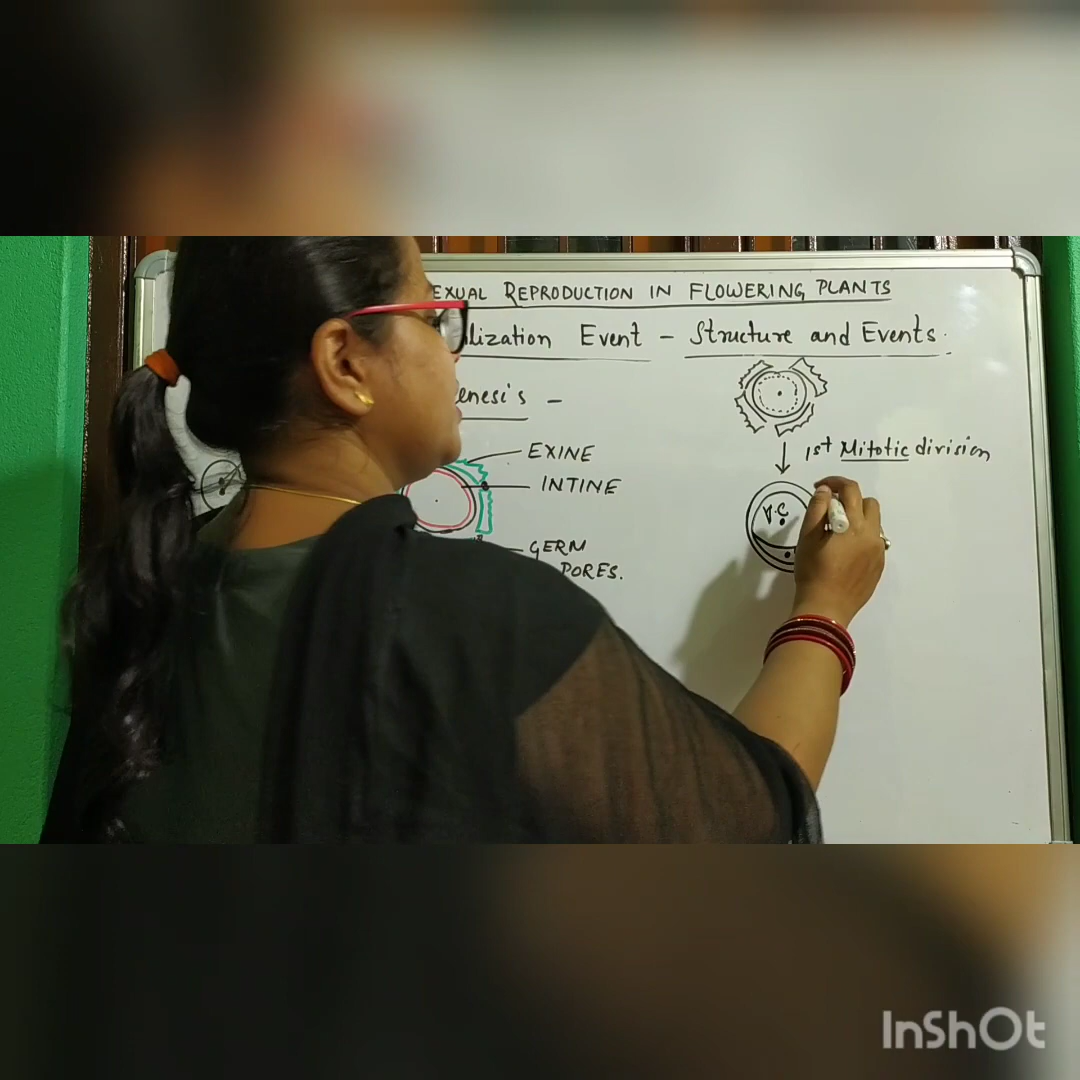 EXUAL REPRODUCTION IN FLOWERING PLANTS
lization Event - Structure and Events.
enesis -
1st Mitotic division
EXINE
INTINE
V.C
GERM
PORES.
InShOt